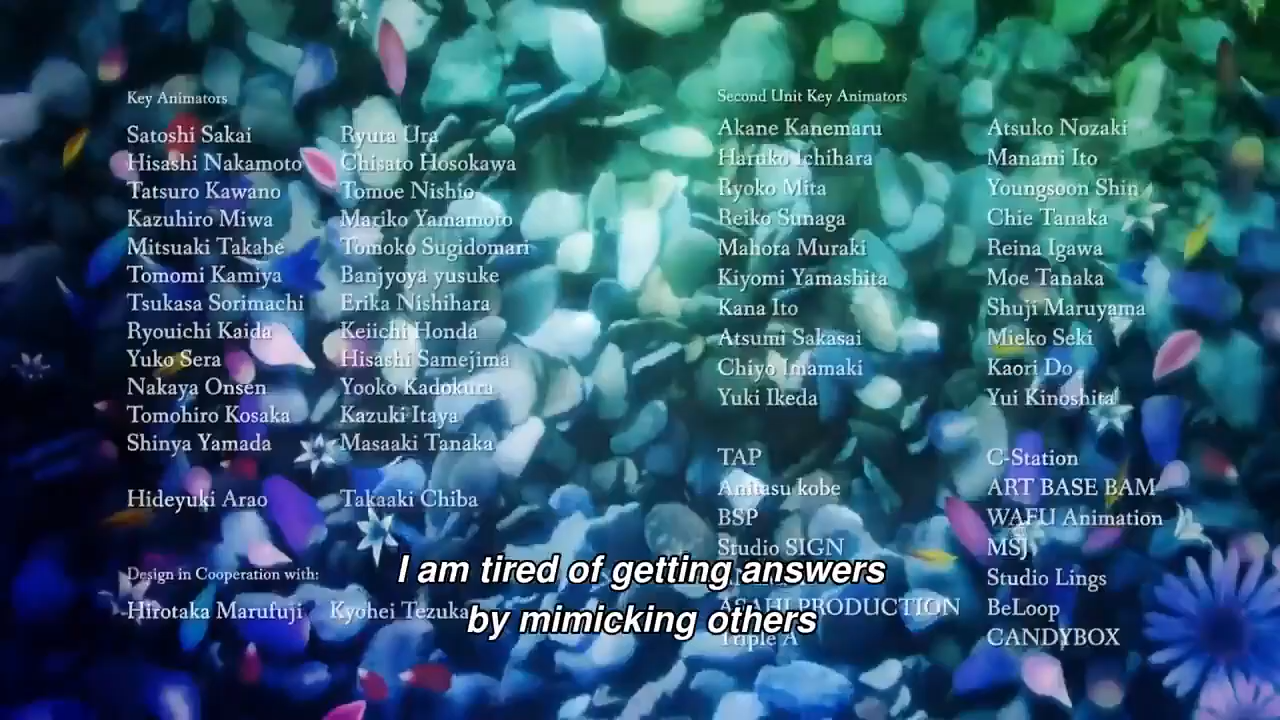 Key Animators
Satoshi Sakai Ryuta Ura
Hisashi Nakamoto Chisato Hosokawa
Tatsuro Kawano Tomoe Nishio
Kazuhiro Miwa Mariko Yamamoto
Mitsuaki Takabe Tomoko Sugidomari
Tomomi Kamiya Banjyoya yusuke
Tsukasa Sorimachi Erika Nishihara
Ryouichi Kaida Keiichi Honda
Yuko Sera Hisashi Samejima
Nakaya Onsen Yooko Kadokura
Tomohiro Kosaka Kazuki Itaya
Shinya Yamada Masaaki Tanaka
Hideyuki Arao Takaaki Chiba
Design in Cooperation with:
Hirotaka Marufuji Kyohei Tezuka
Second Unit Key Animators
Akane Kanemaru Atsuko Nozaki
Haruko Ichihara Manami Ito
Ryoko Mita Youngsoon Shin
Reiko Sunaga Chie Tanaka
Mahora Muraki Reina Igawa
Kiyomi Yamashita Moe Tanaka
Kana Ito Shuji Maruyama
Atsumi Sakasai Mieko Seki
Chiyo Imamaki Kaori Do
Yuki Ikeda Yui Kinoshita
TAP C-Station
Anitasu kobe ART BASE BAM
BSP WAFU Animation
Studio SIGN MSJ
Studio Lings
ASAHI PRODUCTION BeLoop
Triple A CANDYBOX
I am tired of getting answers
by mimicking others